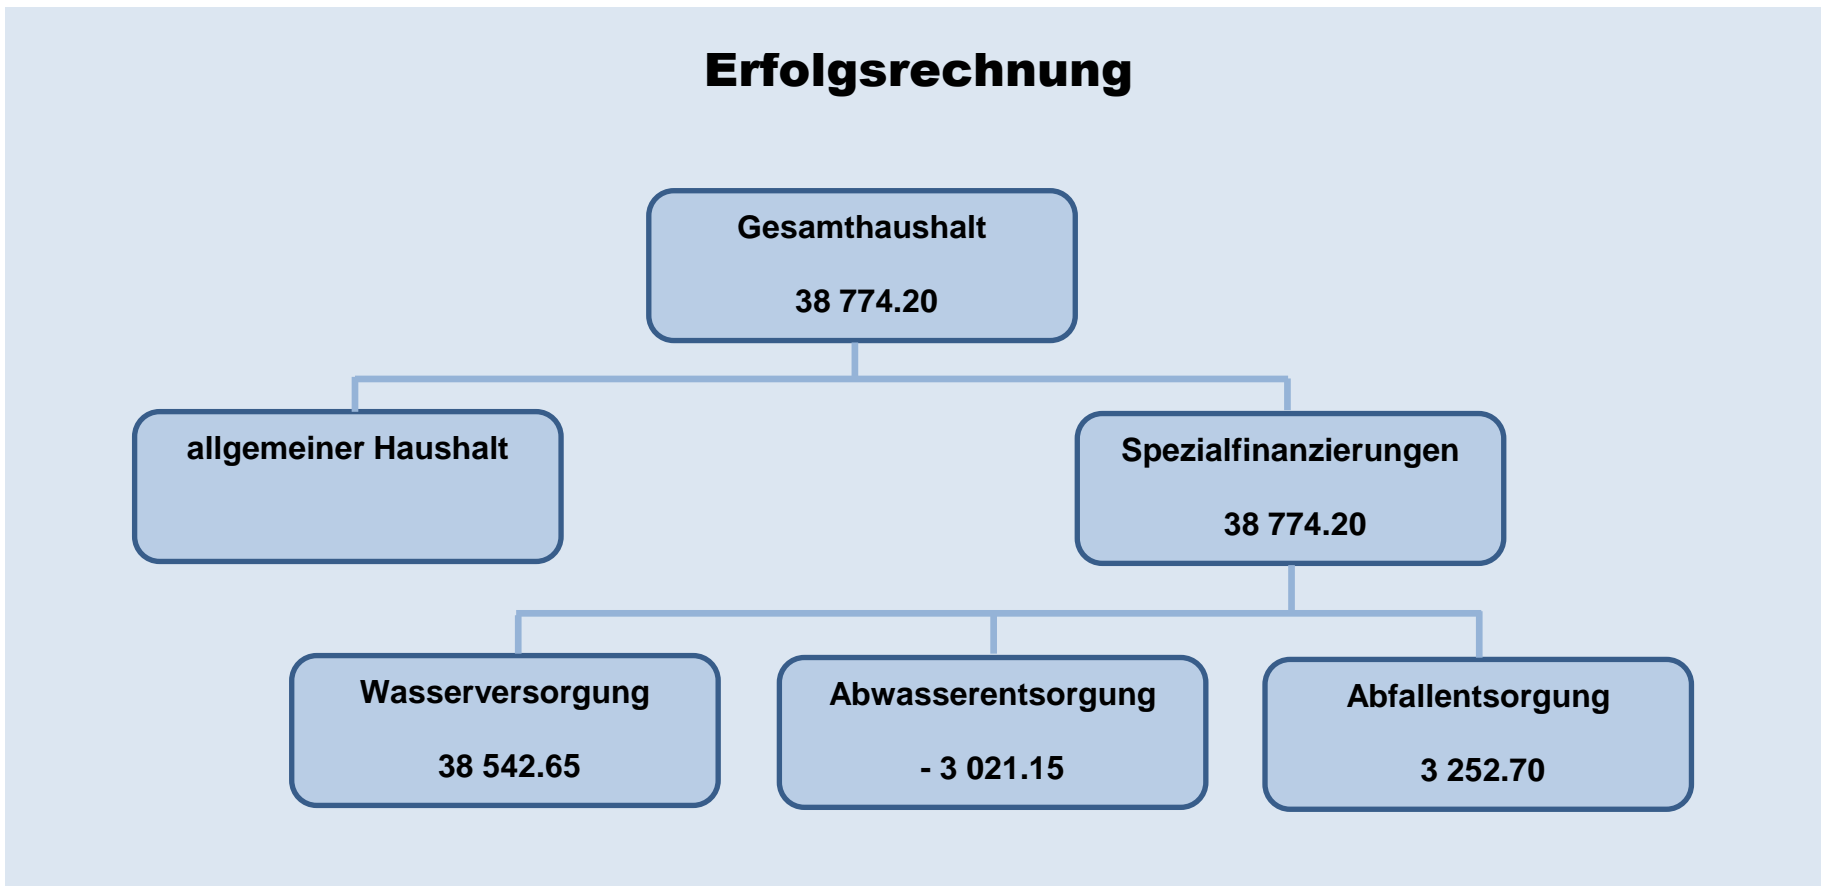 Erfolgsrechnung
Gesamthaushalt
38 774.20
allgemeiner Haushalt
Spezialfinanzierungen
38 774.20
Wasserversorgung
38 542.65
Abwasserentsorgung
- 3 021.15
Abfallentsorgung
3 252.70